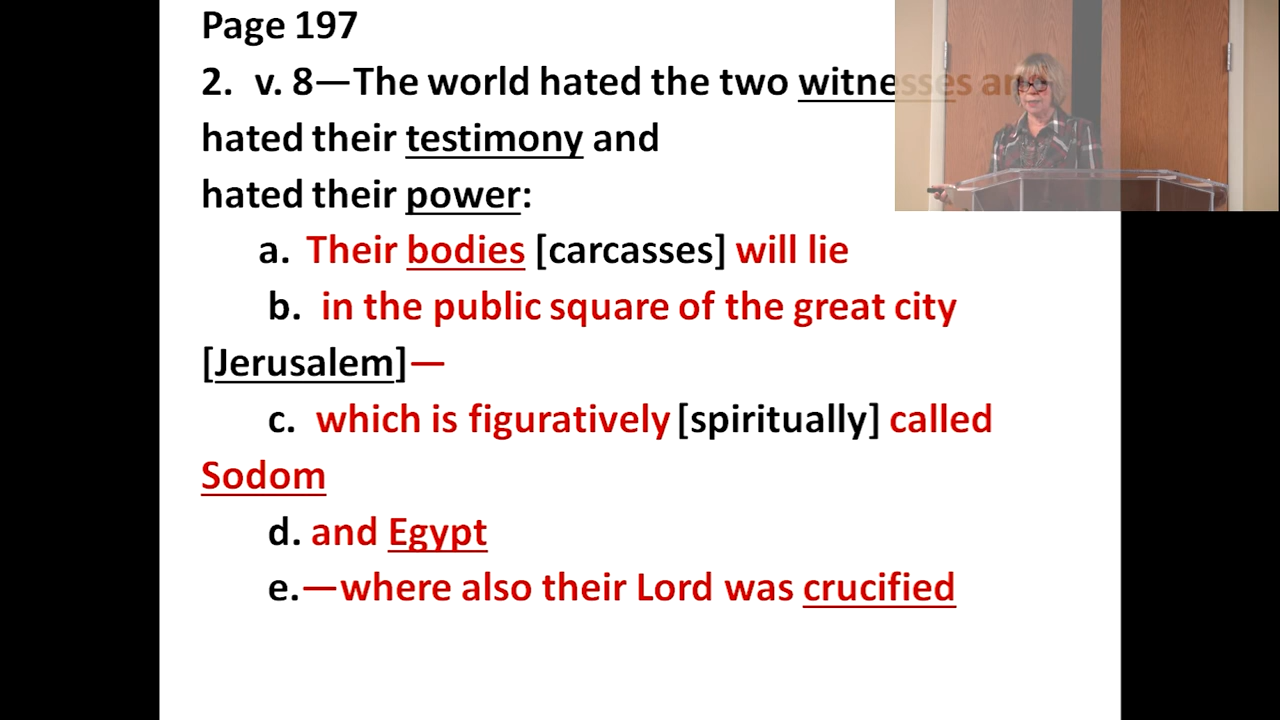 Page 197
2. v. 8—The world hated the two witnesses and
hated their testimony and
hated their power:
a. Their bodies [carcasses] will lie
b. in the public square of the great city
[Jerusalem]—
c. which is figuratively [spiritually] called
Sodom
d. and Egypt
e.—where also their Lord was crucified